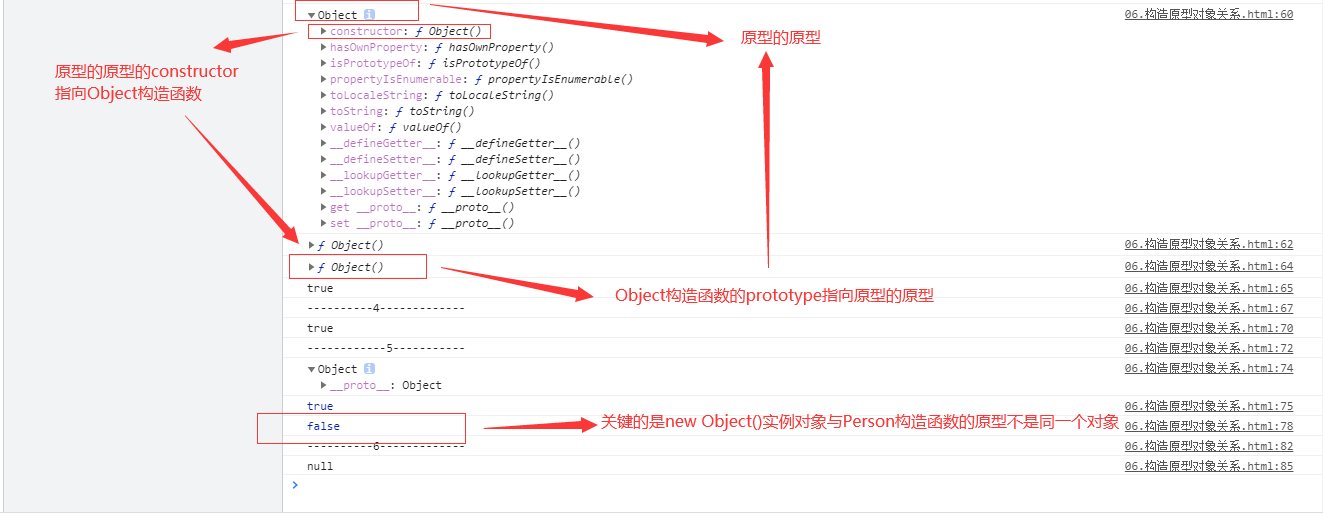 Object i 06.构造原型对象关系.html:60
constructor: ƒ Object()
hasOwnProperty: ƒ hasOwnProperty()
isPrototypeOf: ƒ isPrototypeOf()
propertyIsEnumerable: ƒ propertyIsEnumerable()
toLocaleString: ƒ toLocaleString()
toString: ƒ toString()
valueOf: ƒ valueOf()
__defineGetter__: ƒ __defineGetter__()
__defineSetter__: ƒ __defineSetter__()
__lookupGetter__: ƒ __lookupGetter__()
__lookupSetter__: ƒ __lookupSetter__()
get __proto__: ƒ __proto__()
set __proto__: ƒ __proto__()
原型的原型
原型的原型的constructor
指向Object构造函数
ƒ Object() 06.构造原型对象关系.html:62
ƒ Object() 06.构造原型对象关系.html:64
true 06.构造原型对象关系.html:65
Object构造函数的prototype指向原型的原型
----------4------------- 06.构造原型对象关系.html:67
true 06.构造原型对象关系.html:70
------------5----------- 06.构造原型对象关系.html:72
Object i 06.构造原型对象关系.html:74
__proto__: Object
true 06.构造原型对象关系.html:75
false 06.构造原型对象关系.html:78
关键的是new Object()实例对象与Person构造函数的原型不是同一个对象
----------6------------- 06.构造原型对象关系.html:82
null 06.构造原型对象关系.html:85